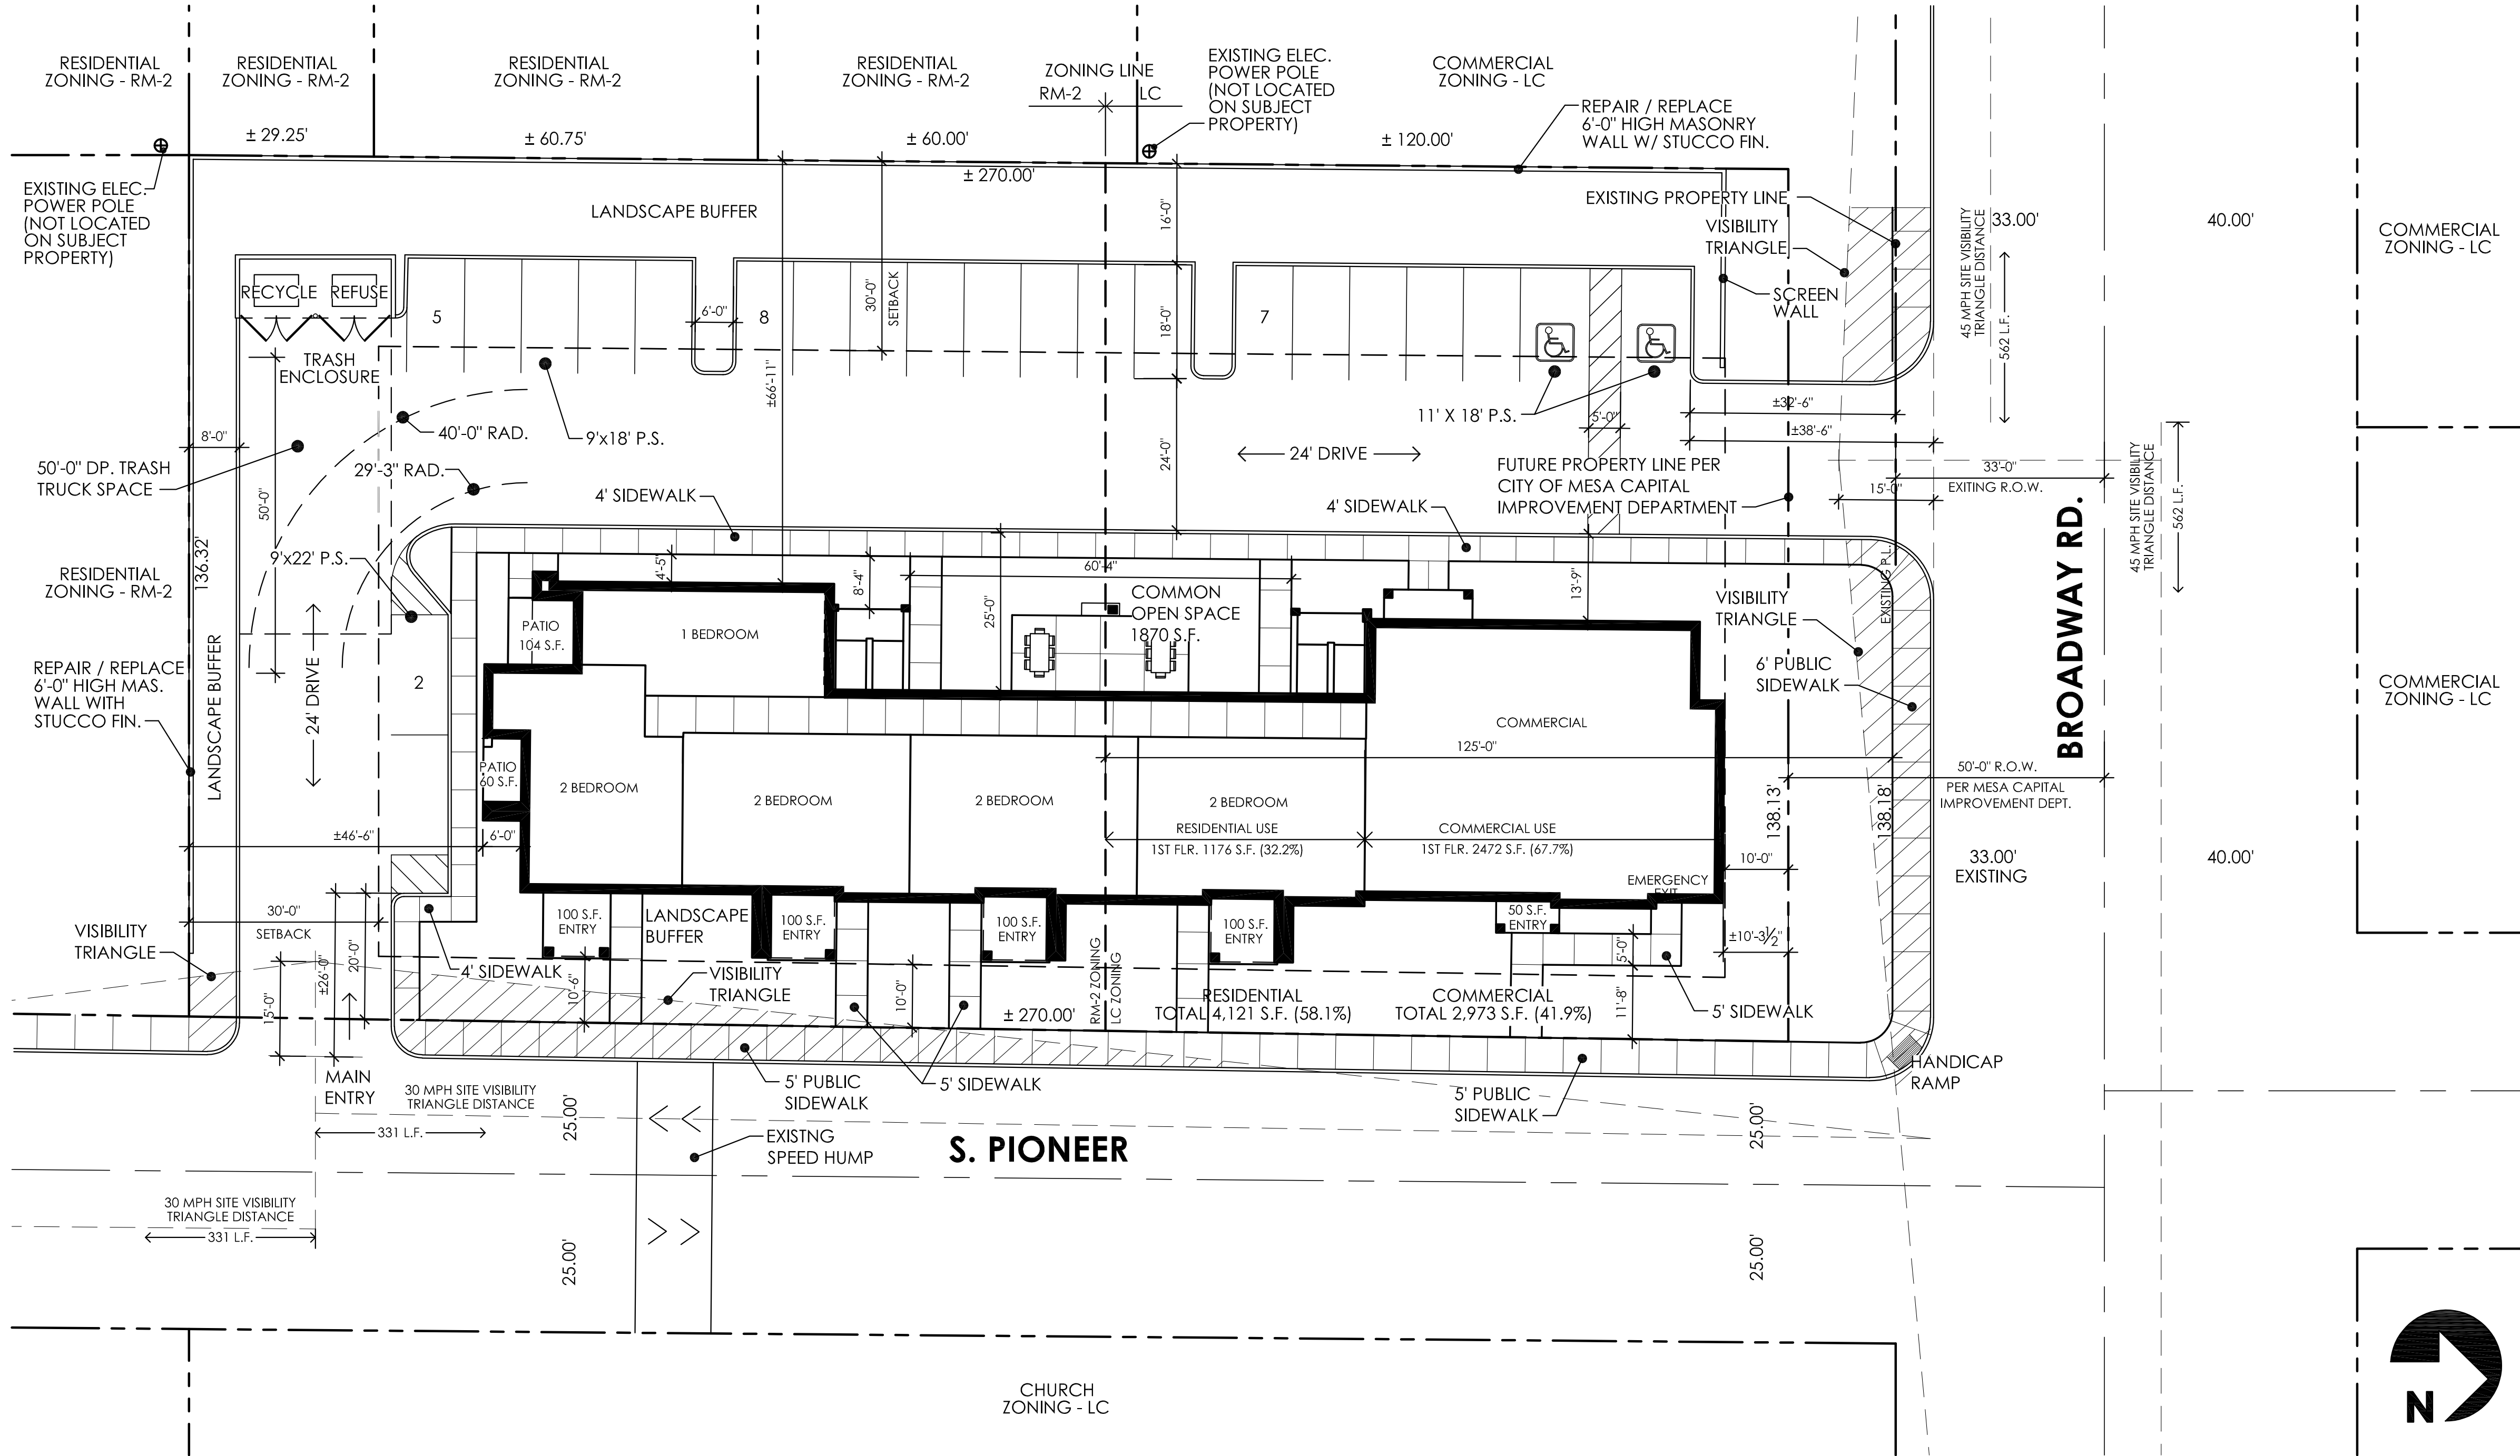 RESIDENTIAL
ZONING - RM-2
RESIDENTIAL
ZONING - RM-2
RESIDENTIAL
ZONING - RM-2
RESIDENTIAL
ZONING - RM-2
ZONING LINE
RM-2
LC
EXISTING ELEC.
POWER POLE
(NOT LOCATED
ON SUBJECT
PROPERTY)
COMMERCIAL
ZONING - LC
REPAIR / REPLACE
6'-0" HIGH MASONRY
WALL W/ STUCCO FIN.
± 29.25'
± 60.75'
± 60.00'
± 120.00'
± 270.00'
EXISTING ELEC.
POWER POLE
(NOT LOCATED
ON SUBJECT
PROPERTY)
LANDSCAPE BUFFER
16'-0"
EXISTING PROPERTY LINE
VISIBILITY
TRIANGLE
45 MPH SITE VISIBILITY
TRIANGLE DISTANCE
562 L.F.
33.00'
40.00'
COMMERCIAL
ZONING - LC
SCREEN
WALL
RECYCLE
REFUSE
5
6'-0"
8
30'-0"
SETBACK
18'-0"
7
TRASH
ENCLOSURE
±66'-11"
11' X 18' P.S.
5'-0"
±32'-6"
±38'-6"
8'-0"
40'-0" RAD.
9'x18' P.S.
24'-0"
24' DRIVE
50'-0" DP. TRASH
TRUCK SPACE
50'-0"
29'-3" RAD.
4' SIDEWALK
4' SIDEWALK
FUTURE PROPERTY LINE PER
CITY OF MESA CAPITAL
IMPROVEMENT DEPARTMENT
15'-0"
33'-0"
EXITING R.O.W.
45 MPH SITE VISIBILITY
TRIANGLE DISTANCE
562 L.F.
BROADWAY RD.
136.32'
9'x22' P.S.
RESIDENTIAL
ZONING - RM-2
4'-5"
8'-4"
60'-4"
25'-0"
COMMON
OPEN SPACE
1870 S.F.
13'-9"
EXISTING P.L.
VISIBILITY
TRIANGLE
PATIO
104 S.F.
1 BEDROOM
REPAIR / REPLACE
6'-0" HIGH MAS.
WALL WITH
STUCCO FIN.
LANDSCAPE BUFFER
24' DRIVE
2
6' PUBLIC
SIDEWALK
COMMERCIAL
ZONING - LC
COMMERCIAL
125'-0"
PATIO
60 S.F.
2 BEDROOM
2 BEDROOM
2 BEDROOM
2 BEDROOM
50'-0" R.O.W.
PER MESA CAPITAL
IMPROVEMENT DEPT.
138.13'
138.18'
±46'-6"
6'-0"
RESIDENTIAL USE
1ST FLR. 1176 S.F. (32.2%)
COMMERCIAL USE
1ST FLR. 2472 S.F. (67.7%)
10'-0"
33.00'
EXISTING
40.00'
EMERGENCY
EXIT
30'-0"
SETBACK
VISIBILITY
TRIANGLE
100 S.F.
ENTRY
LANDSCAPE
BUFFER
100 S.F.
ENTRY
100 S.F.
ENTRY
100 S.F.
ENTRY
50 S.F.
ENTRY
±10'-3½"
5'-0"
15'-0"
±26'-0"
20'-0"
4' SIDEWALK
10'-6"
VISIBILITY
TRIANGLE
10'-0"
± 270.00'
RM-2 ZONING
LC ZONING
RESIDENTIAL
TOTAL 4,121 S.F. (58.1%)
COMMERCIAL
TOTAL 2,973 S.F. (41.9%)
11'-8"
5' SIDEWALK
MAIN
ENTRY
30 MPH SITE VISIBILITY
TRIANGLE DISTANCE
331 L.F.
25.00'
5' PUBLIC
SIDEWALK
5' SIDEWALK
5' PUBLIC
SIDEWALK
HANDICAP
RAMP
25.00'
EXISTNG
SPEED HUMP
S. PIONEER
30 MPH SITE VISIBILITY
TRIANGLE DISTANCE
331 L.F.
25.00'
25.00'
CHURCH
ZONING - LC
N